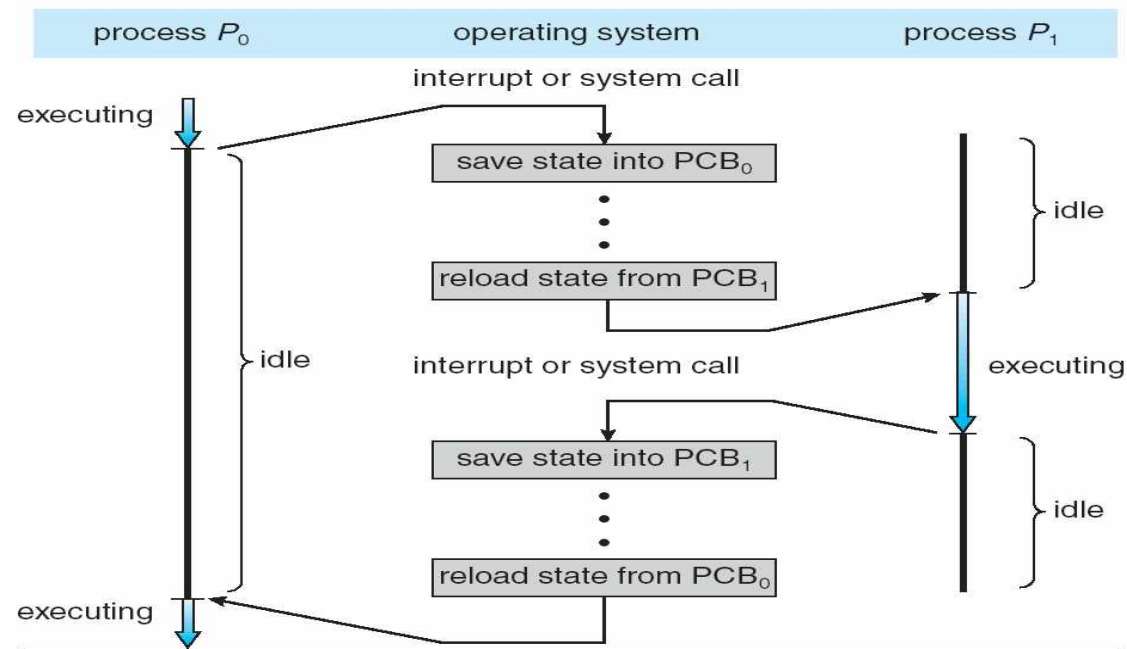 process P₀ operating system process P₁
interrupt or system call
executing
save state into PCB₀
idle
reload state from PCB₁
idle
interrupt or system call
executing
save state into PCB₁
idle
reload state from PCB₀
executing